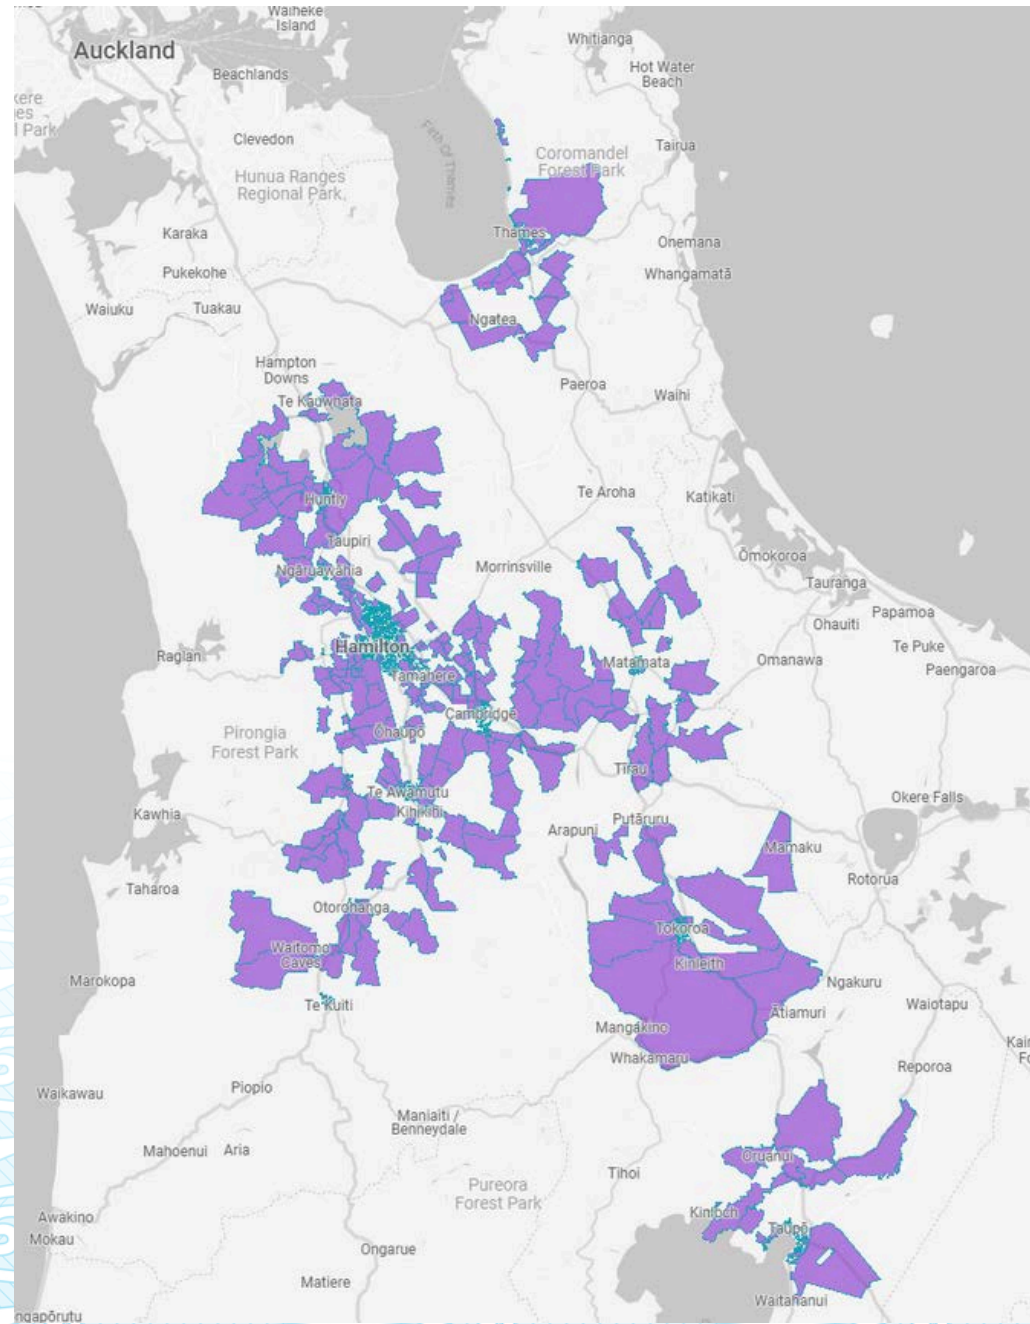 Waiheke
Island
Auckland
Beachlands
Whitianga
Hot Water
Beach
Clevedon
Firth Of Thames
Coromandel
Forest Park
Tairua
Hunua Ranges
Regional Park
Karaka
Thames
Onemana
Pukekohe
Whangamatā
Waiuku
Tuakau
Ngatea
Hampton
Downs
Paeroa
Te Kauwhata
Waihi
Huntly
Te Aroha
Katikati
Taupiri
Ōmokoroa
Ngāruawāhia
Morrinsville
Tauranga
Papamoa
Ohauiti
Hamilton
Te Puke
Raglan
Matamata
Omanawa
Paengaroa
Tamahere
Cambridge
Pirongia
Forest Park
Ōhaupō
Tīrau
Te Awamutu
Okere Falls
Kihikihi
Kawhia
Arapuni
Putāruru
Mamaku
Taharoa
Rotorua
Otorohanga
Tokoroa
Waitomo
Caves
Kinleith
Marokopa
Ngakuru
Te Kuiti
Waiotapu
Ātiamuri
Mangakino
Whakamaru
Reporoa
Waikawau
Piopio
Maniaiti /
Benneydale
Mahoenui
Aria
Oruanui
Tihoi
Pureora
Forest Park
Kinloch
Awakino
Taupō
Mokau
Ongarue
Matiere
Waitahanui